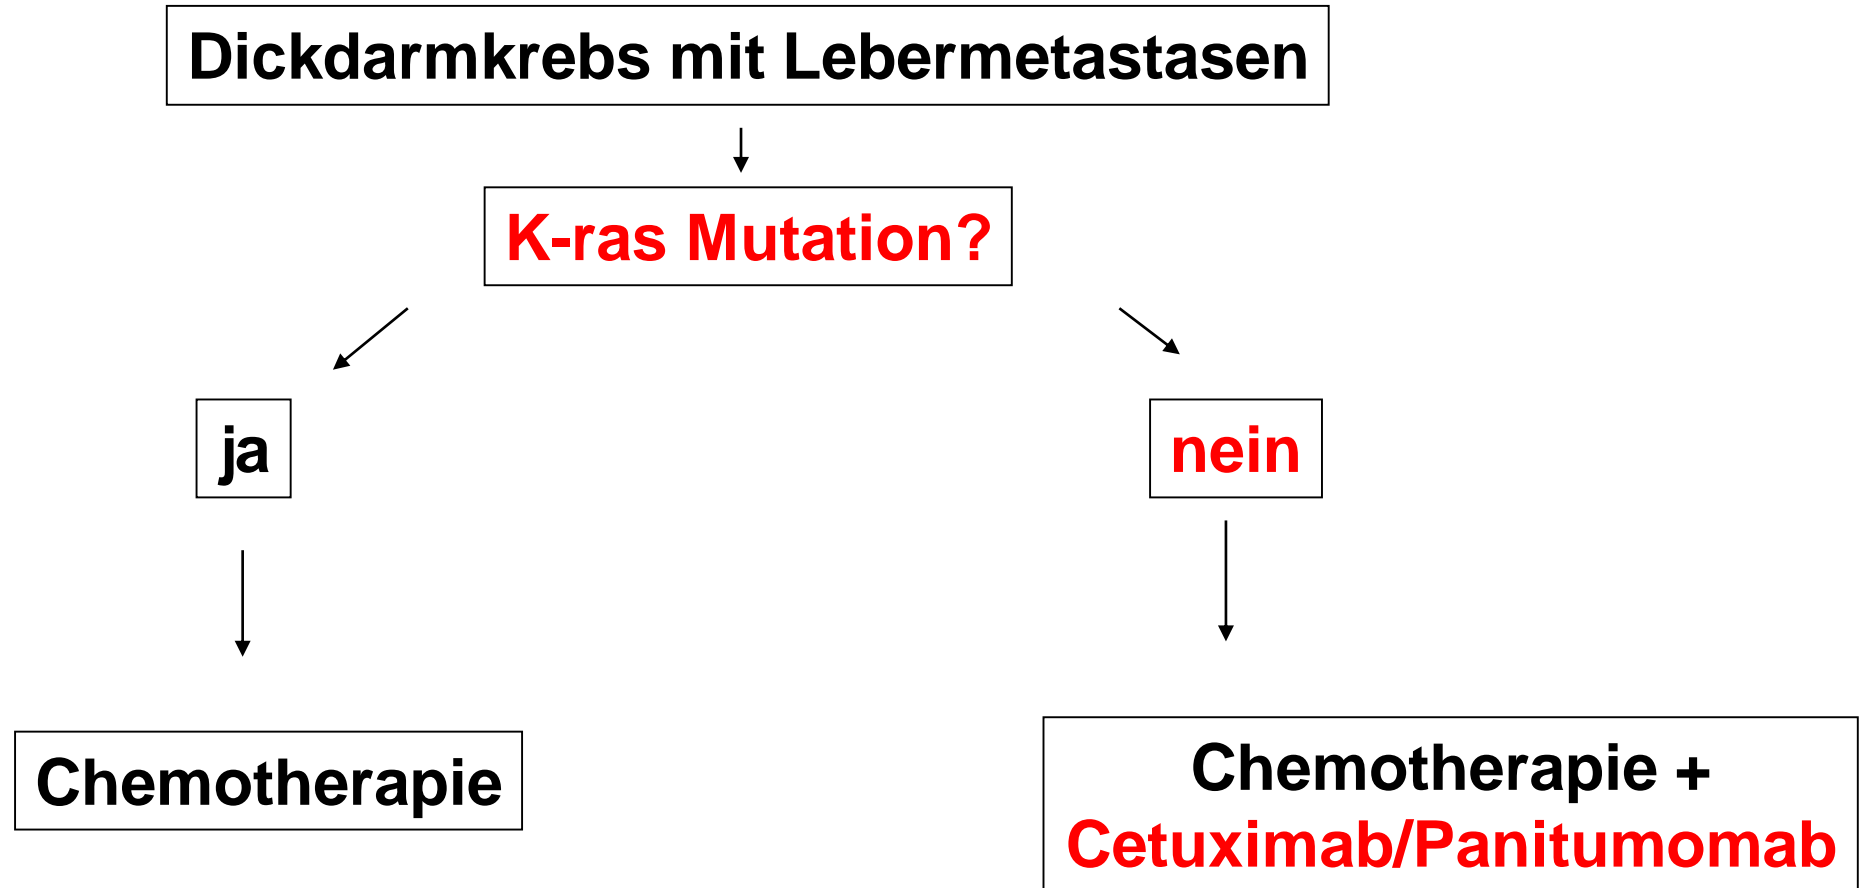 Dickdarmkrebs mit Lebermetastasen
K-ras Mutation?
ja
nein
Chemotherapie
Chemotherapie +
Cetuximab/Panitumomab